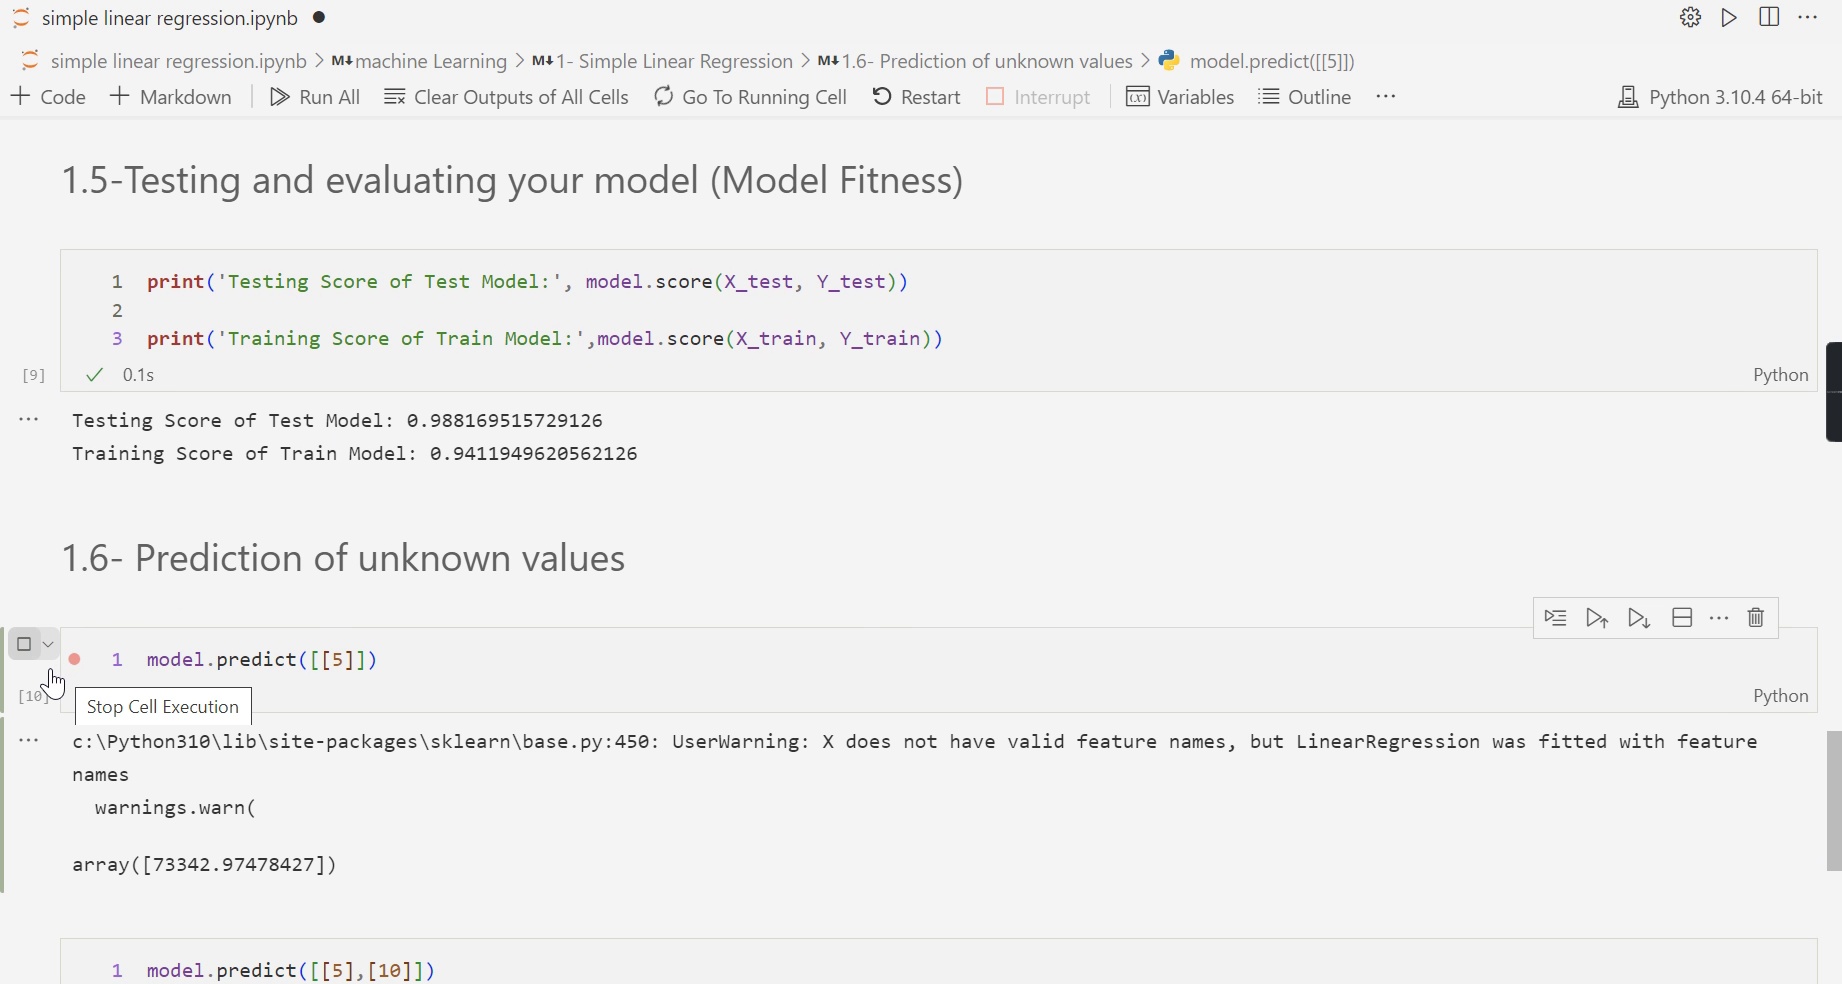 simple linear regression.ipynb
simple linear regression.ipynb > M↓ machine Learning > M↓ 1- Simple Linear Regression > M↓ 1.6- Prediction of unknown values > model.predict([[5]])
+ Code + Markdown Run All Clear Outputs of All Cells Go To Running Cell Restart Interrupt Variables Outline ... Python 3.10.4 64-bit
1.5-Testing and evaluating your model (Model Fitness)
1 print('Testing Score of Test Model:', model.score(X_test, Y_test))
2
3 print('Training Score of Train Model:',model.score(X_train, Y_train))
[9] ✓ 0.1s Python
... Testing Score of Test Model: 0.988169515729126
Training Score of Train Model: 0.9411949620562126
1.6- Prediction of unknown values
1 model.predict([[5]])
[10] Python
Stop Cell Execution
... c:\Python310\lib\site-packages\sklearn\base.py:450: UserWarning: X does not have valid feature names, but LinearRegression was fitted with feature
names
warnings.warn(
array([73342.97478427])
1 model.predict([[5],[10]])